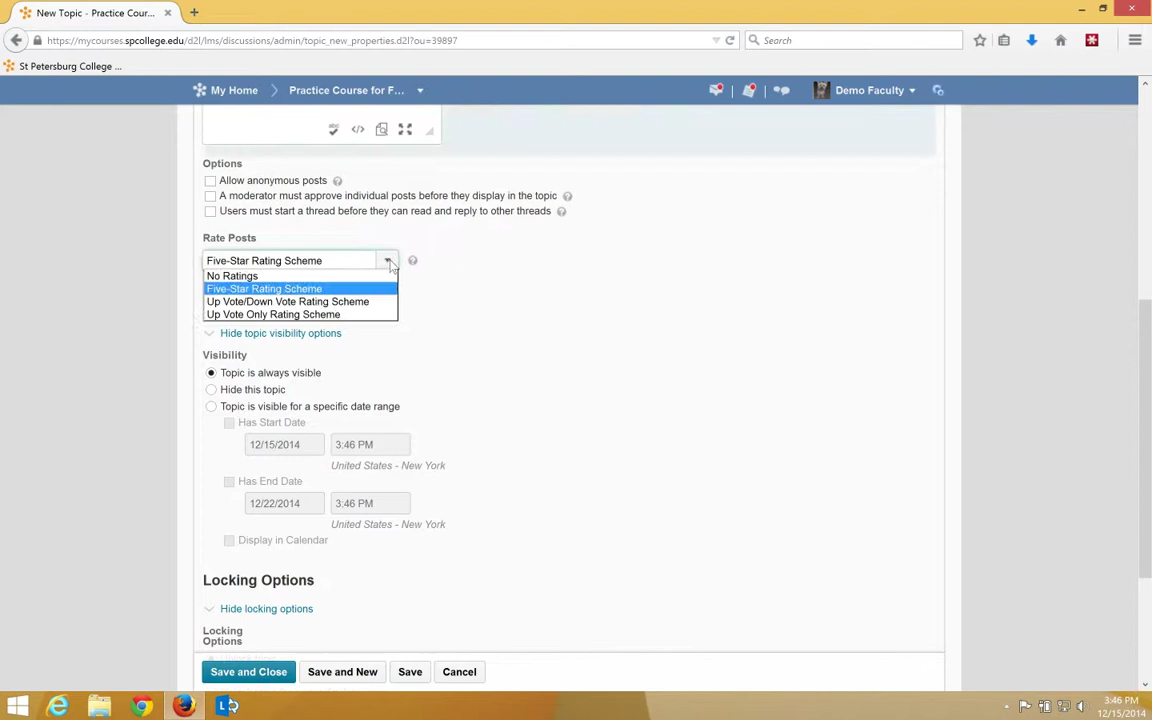 New Topic - Practice Cour...
https://mycourses.spcollege.edu/d2l/lms/discussions/admin/topic_new_properties.d2l?ou=39897
Search
St Petersburg College ...
My Home
Practice Course for F...
Demo Faculty
Options
Allow anonymous posts
A moderator must approve individual posts before they display in the topic
Users must start a thread before they can read and reply to other threads
Rate Posts
Five-Star Rating Scheme
No Ratings
Five-Star Rating Scheme
Up Vote/Down Vote Rating Scheme
Up Vote Only Rating Scheme
Hide topic visibility options
Visibility
Topic is always visible
Hide this topic
Topic is visible for a specific date range
Has Start Date
12/15/2014 3:46 PM
United States - New York
Has End Date
12/22/2014 3:46 PM
United States - New York
Display in Calendar
Locking Options
Hide locking options
Locking
Options
Save and Close Save and New Save Cancel
3:46 PM
12/15/2014